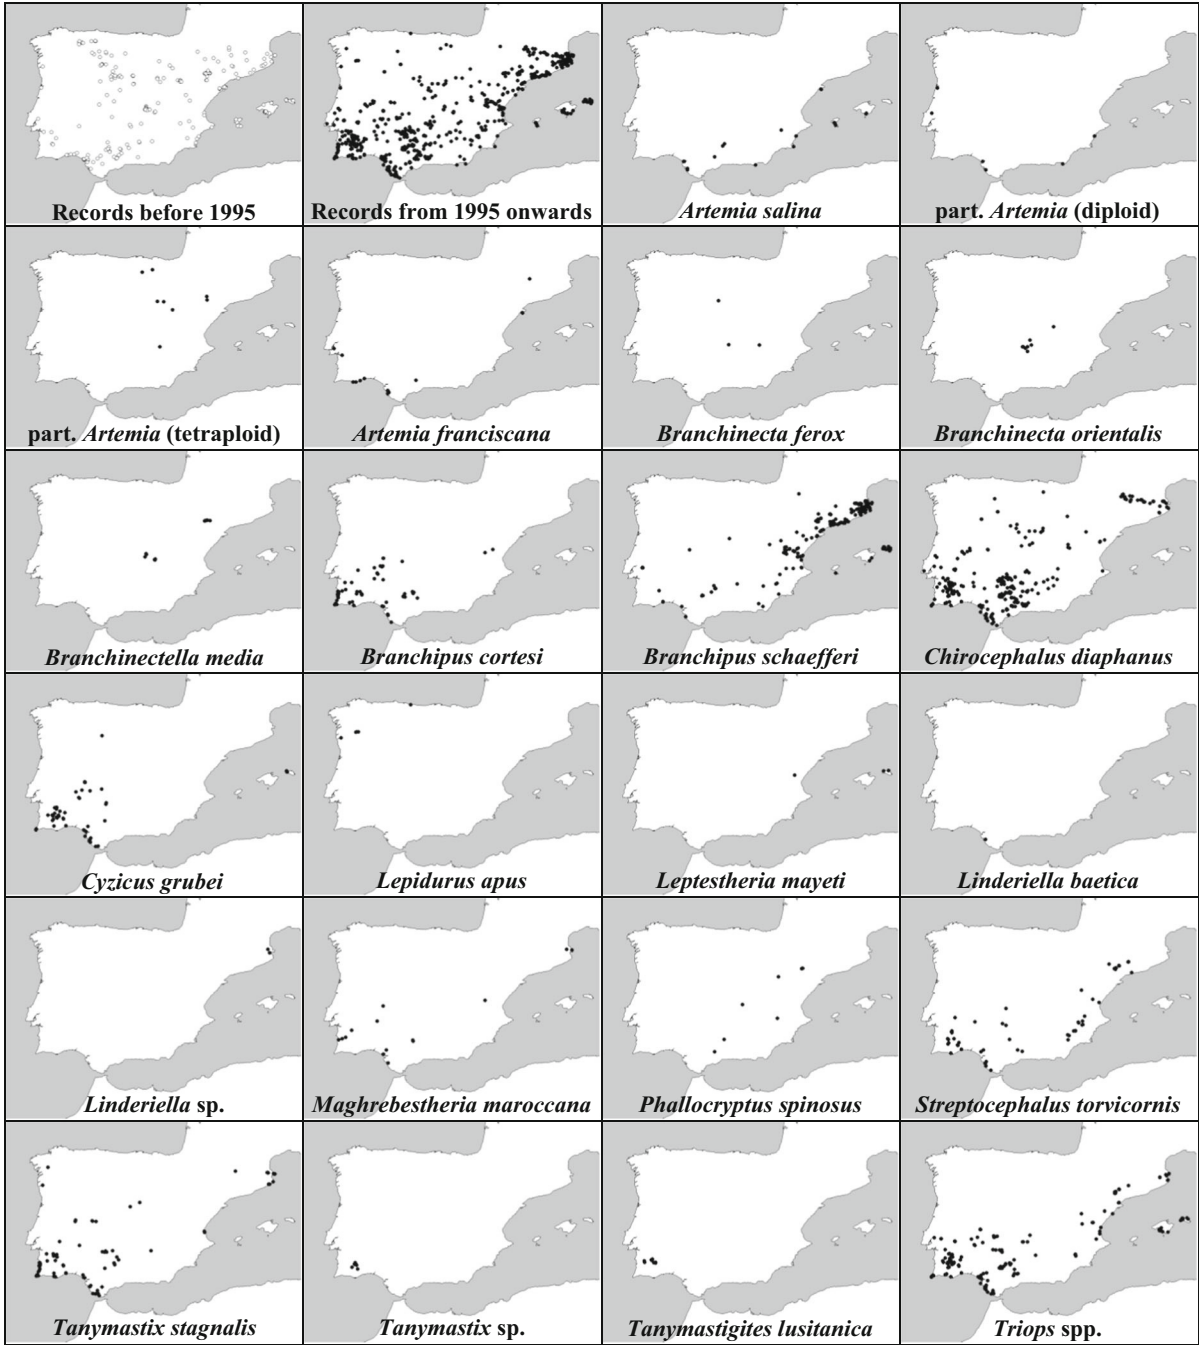 Records before 1995
Records from 1995 onwards
Artemia salina
part. Artemia (diploid)
part. Artemia (tetraploid)
Artemia franciscana
Branchinecta ferox
Branchinecta orientalis
Branchinectella media
Branchipus cortesi
Branchipus schaefferi
Chirocephalus diaphanus
Cyzicus grubei
Lepidurus apus
Leptestheria mayeti
Linderiella baetica
Linderiella sp.
Maghrebestheria maroccana
Phallocryptus spinosus
Streptocephalus torvicornis
Tanymastix stagnalis
Tanymastix sp.
Tanymastigites lusitanica
Triops spp.